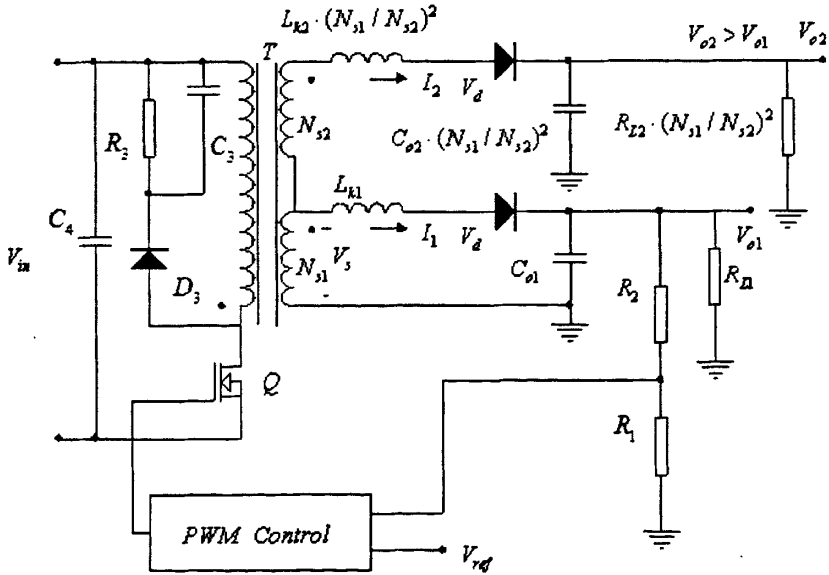 L_{k2} · (N_{s1} / N_{s2})^2
T
V_{o2} > V_{o1}
V_{o2}
I_2
V_d
R_3
C_3
N_{s2}
C_{o2} · (N_{s1} / N_{s2})^2
R_{L2} · (N_{s1} / N_{s2})^2
L_{k1}
C_4
V_{in}
D_3
N_{s1}
V_s
I_1
V_d
C_{o1}
V_{o1}
R_2
R_{L1}
Q
R_1
PWM Control
V_{ref}